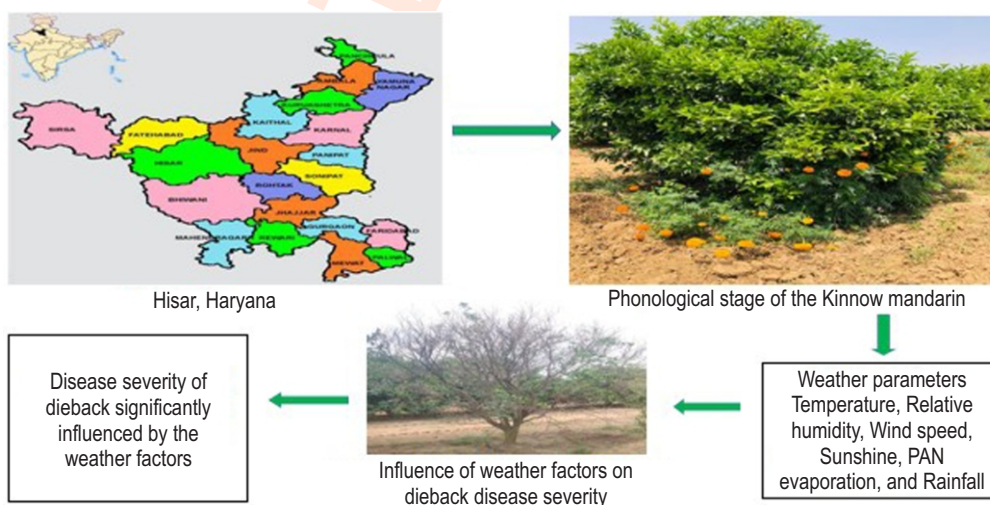 PANCHKULA
AMBALA
YAMUNA
NAGAR
KURUKSHETRA
KAITHAL
KARNAL
SIRSA
FATEHABAD
JIND
PANIPAT
HISAR
SONIPAT
ROHTAK
BHIWANI
JHAJJAR
GURGAON
FARIDABAD
REWARI
MEWAT
PALWAL
Hisar, Haryana
Phonological stage of the Kinnow mandarin
Disease severity of
dieback significantly
influenced by the
weather factors
Influence of weather factors on
dieback disease severity
Weather parameters
Temperature, Relative
humidity, Wind speed,
Sunshine, PAN
evaporation, and Rainfall